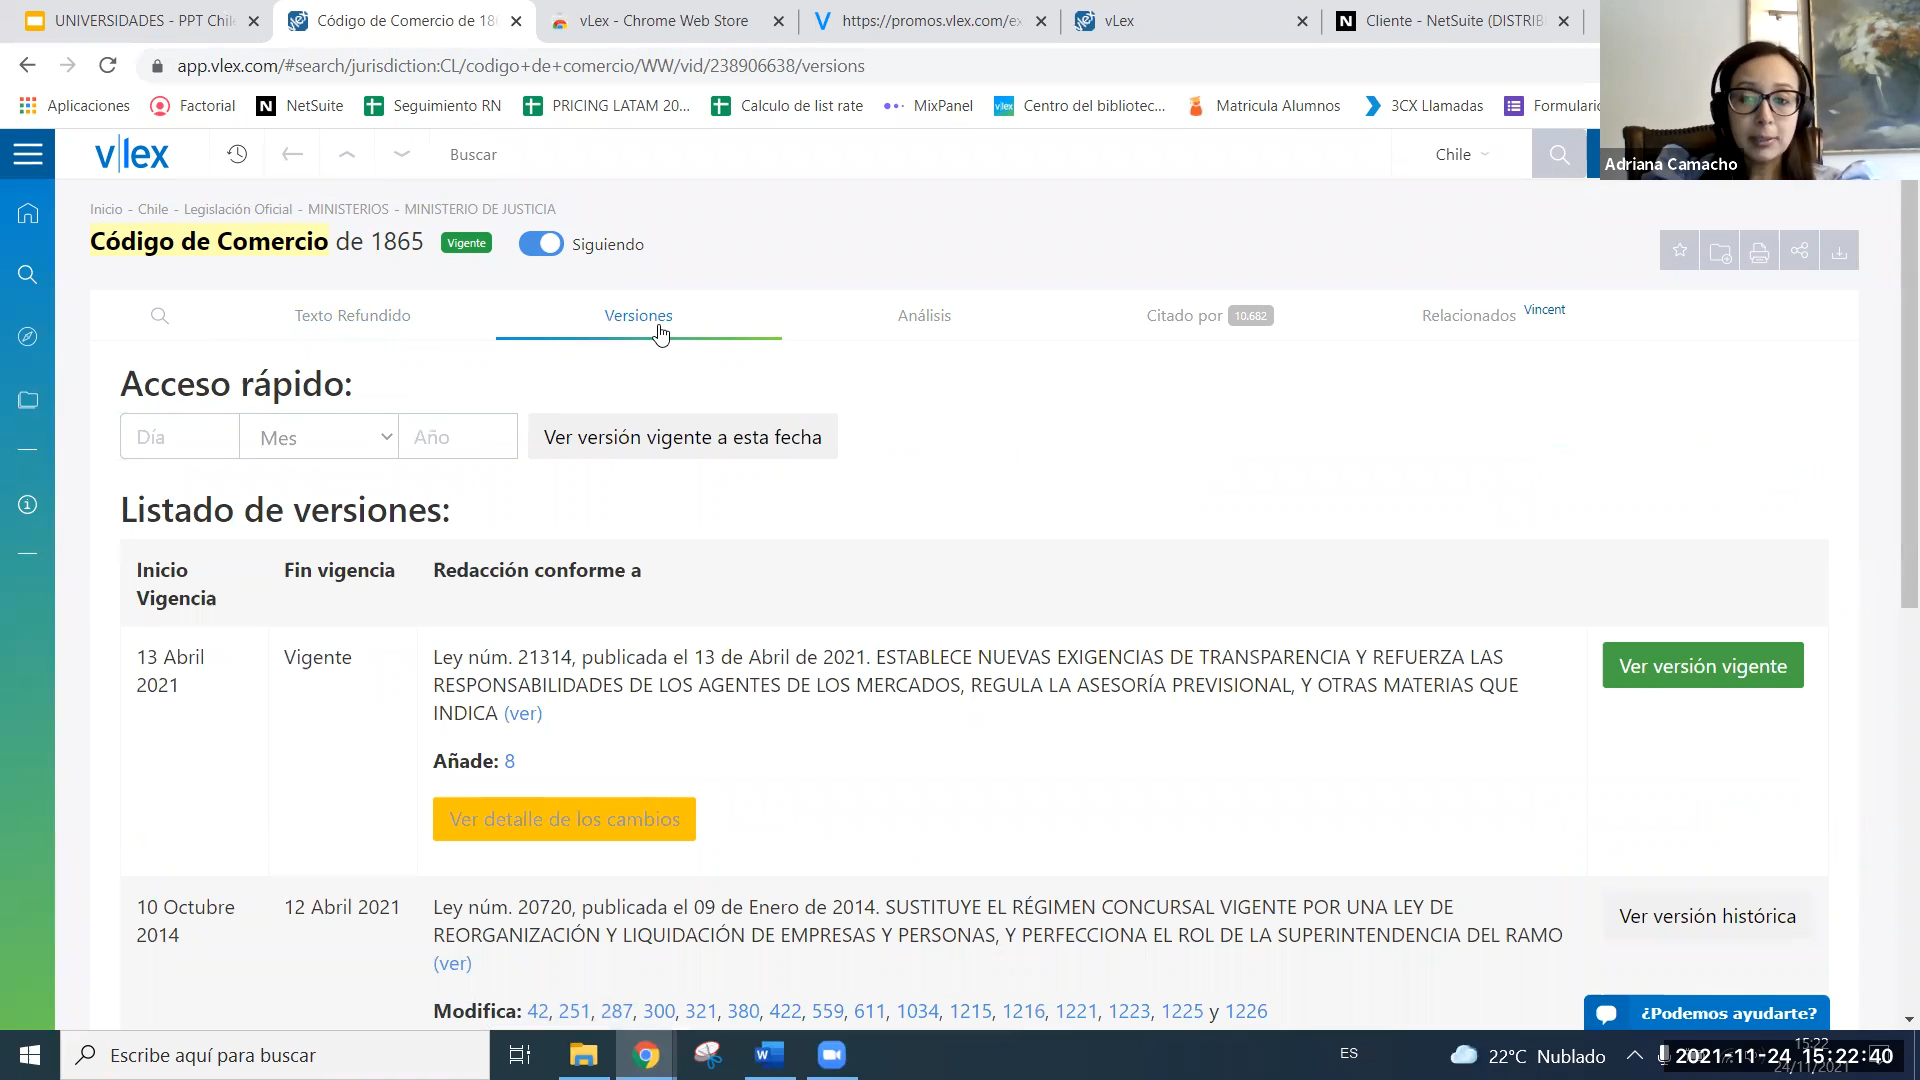 UNIVERSIDADES - PPT Chil
Código de Comercio de 18
vLex - Chrome Web Store
https://promos.vlex.com/ex
vLex
Cliente - NetSuite (DISTRIB
app.vlex.com/#search/jurisdiction:CL/codigo+de+comercio/WW/vid/238906638/versions
Aplicaciones
Factorial
NetSuite
Seguimiento RN
PRICING LATAM 20...
Calculo de list rate
MixPanel
Centro del bibliotec...
Matricula Alumnos
3CX Llamadas
Formulario
vlex
Buscar
Chile
Adriana Camacho
Inicio - Chile - Legislación Oficial - MINISTERIOS - MINISTERIO DE JUSTICIA
Código de Comercio de 1865
Vigente
Siguiendo
Texto Refundido
Versiones
Análisis
Citado por 10.682
Relacionados Vincent
Acceso rápido:
Día
Mes
Año
Ver versión vigente a esta fecha
Listado de versiones:
Inicio
Vigencia
Fin vigencia
Redacción conforme a
13 Abril
2021
Vigente
Ley núm. 21314, publicada el 13 de Abril de 2021. ESTABLECE NUEVAS EXIGENCIAS DE TRANSPARENCIA Y REFUERZA LAS
RESPONSABILIDADES DE LOS AGENTES DE LOS MERCADOS, REGULA LA ASESORÍA PREVISIONAL, Y OTRAS MATERIAS QUE
INDICA (ver)
Añade: 8
Ver detalle de los cambios
Ver versión vigente
10 Octubre
2014
12 Abril 2021
Ley núm. 20720, publicada el 09 de Enero de 2014. SUSTITUYE EL RÉGIMEN CONCURSAL VIGENTE POR UNA LEY DE
REORGANIZACIÓN Y LIQUIDACIÓN DE EMPRESAS Y PERSONAS, Y PERFECCIONA EL ROL DE LA SUPERINTENDENCIA DEL RAMO
(ver)
Modifica: 42, 251, 287, 300, 321, 380, 422, 559, 611, 1034, 1215, 1216, 1221, 1223, 1225 y 1226
Ver versión histórica
¿Podemos ayudarte?
Escribe aquí para buscar
ES
22°C Nublado
15:22
24/11/2021
2021-11-24 15:22:40